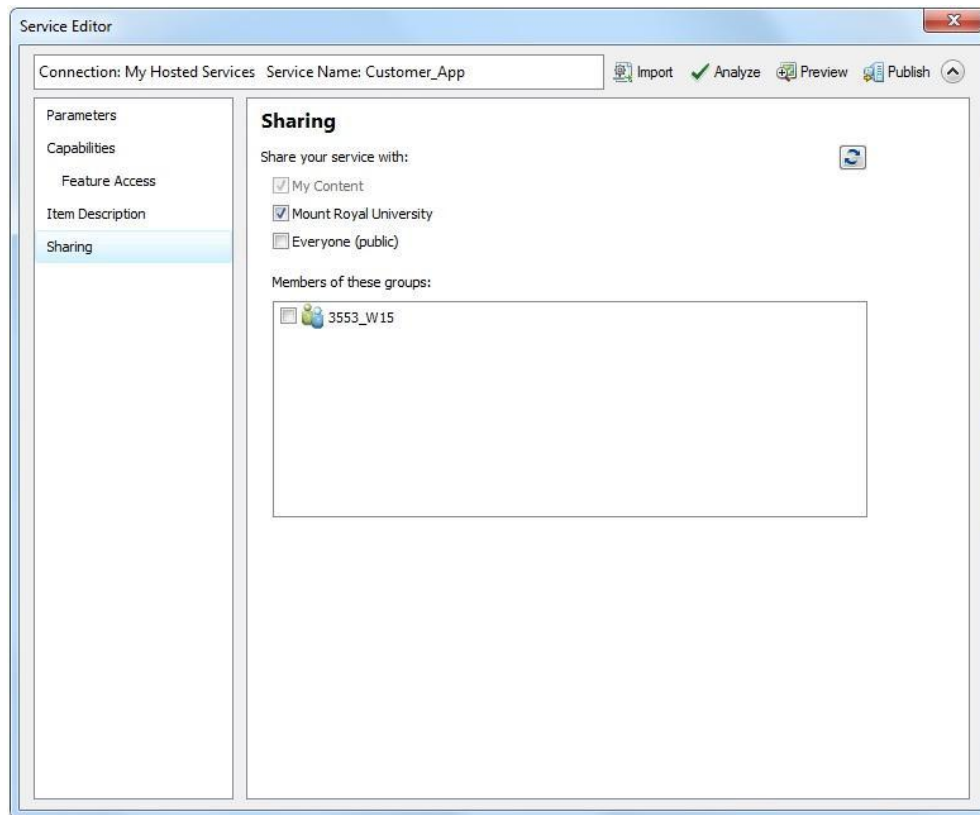 Service Editor
Connection: My Hosted Services Service Name: Customer_App
Import Analyze Preview Publish
Parameters
Capabilities
Feature Access
Item Description
Sharing
Sharing
Share your service with:
My Content
Mount Royal University
Everyone (public)
Members of these groups:
3553_W15